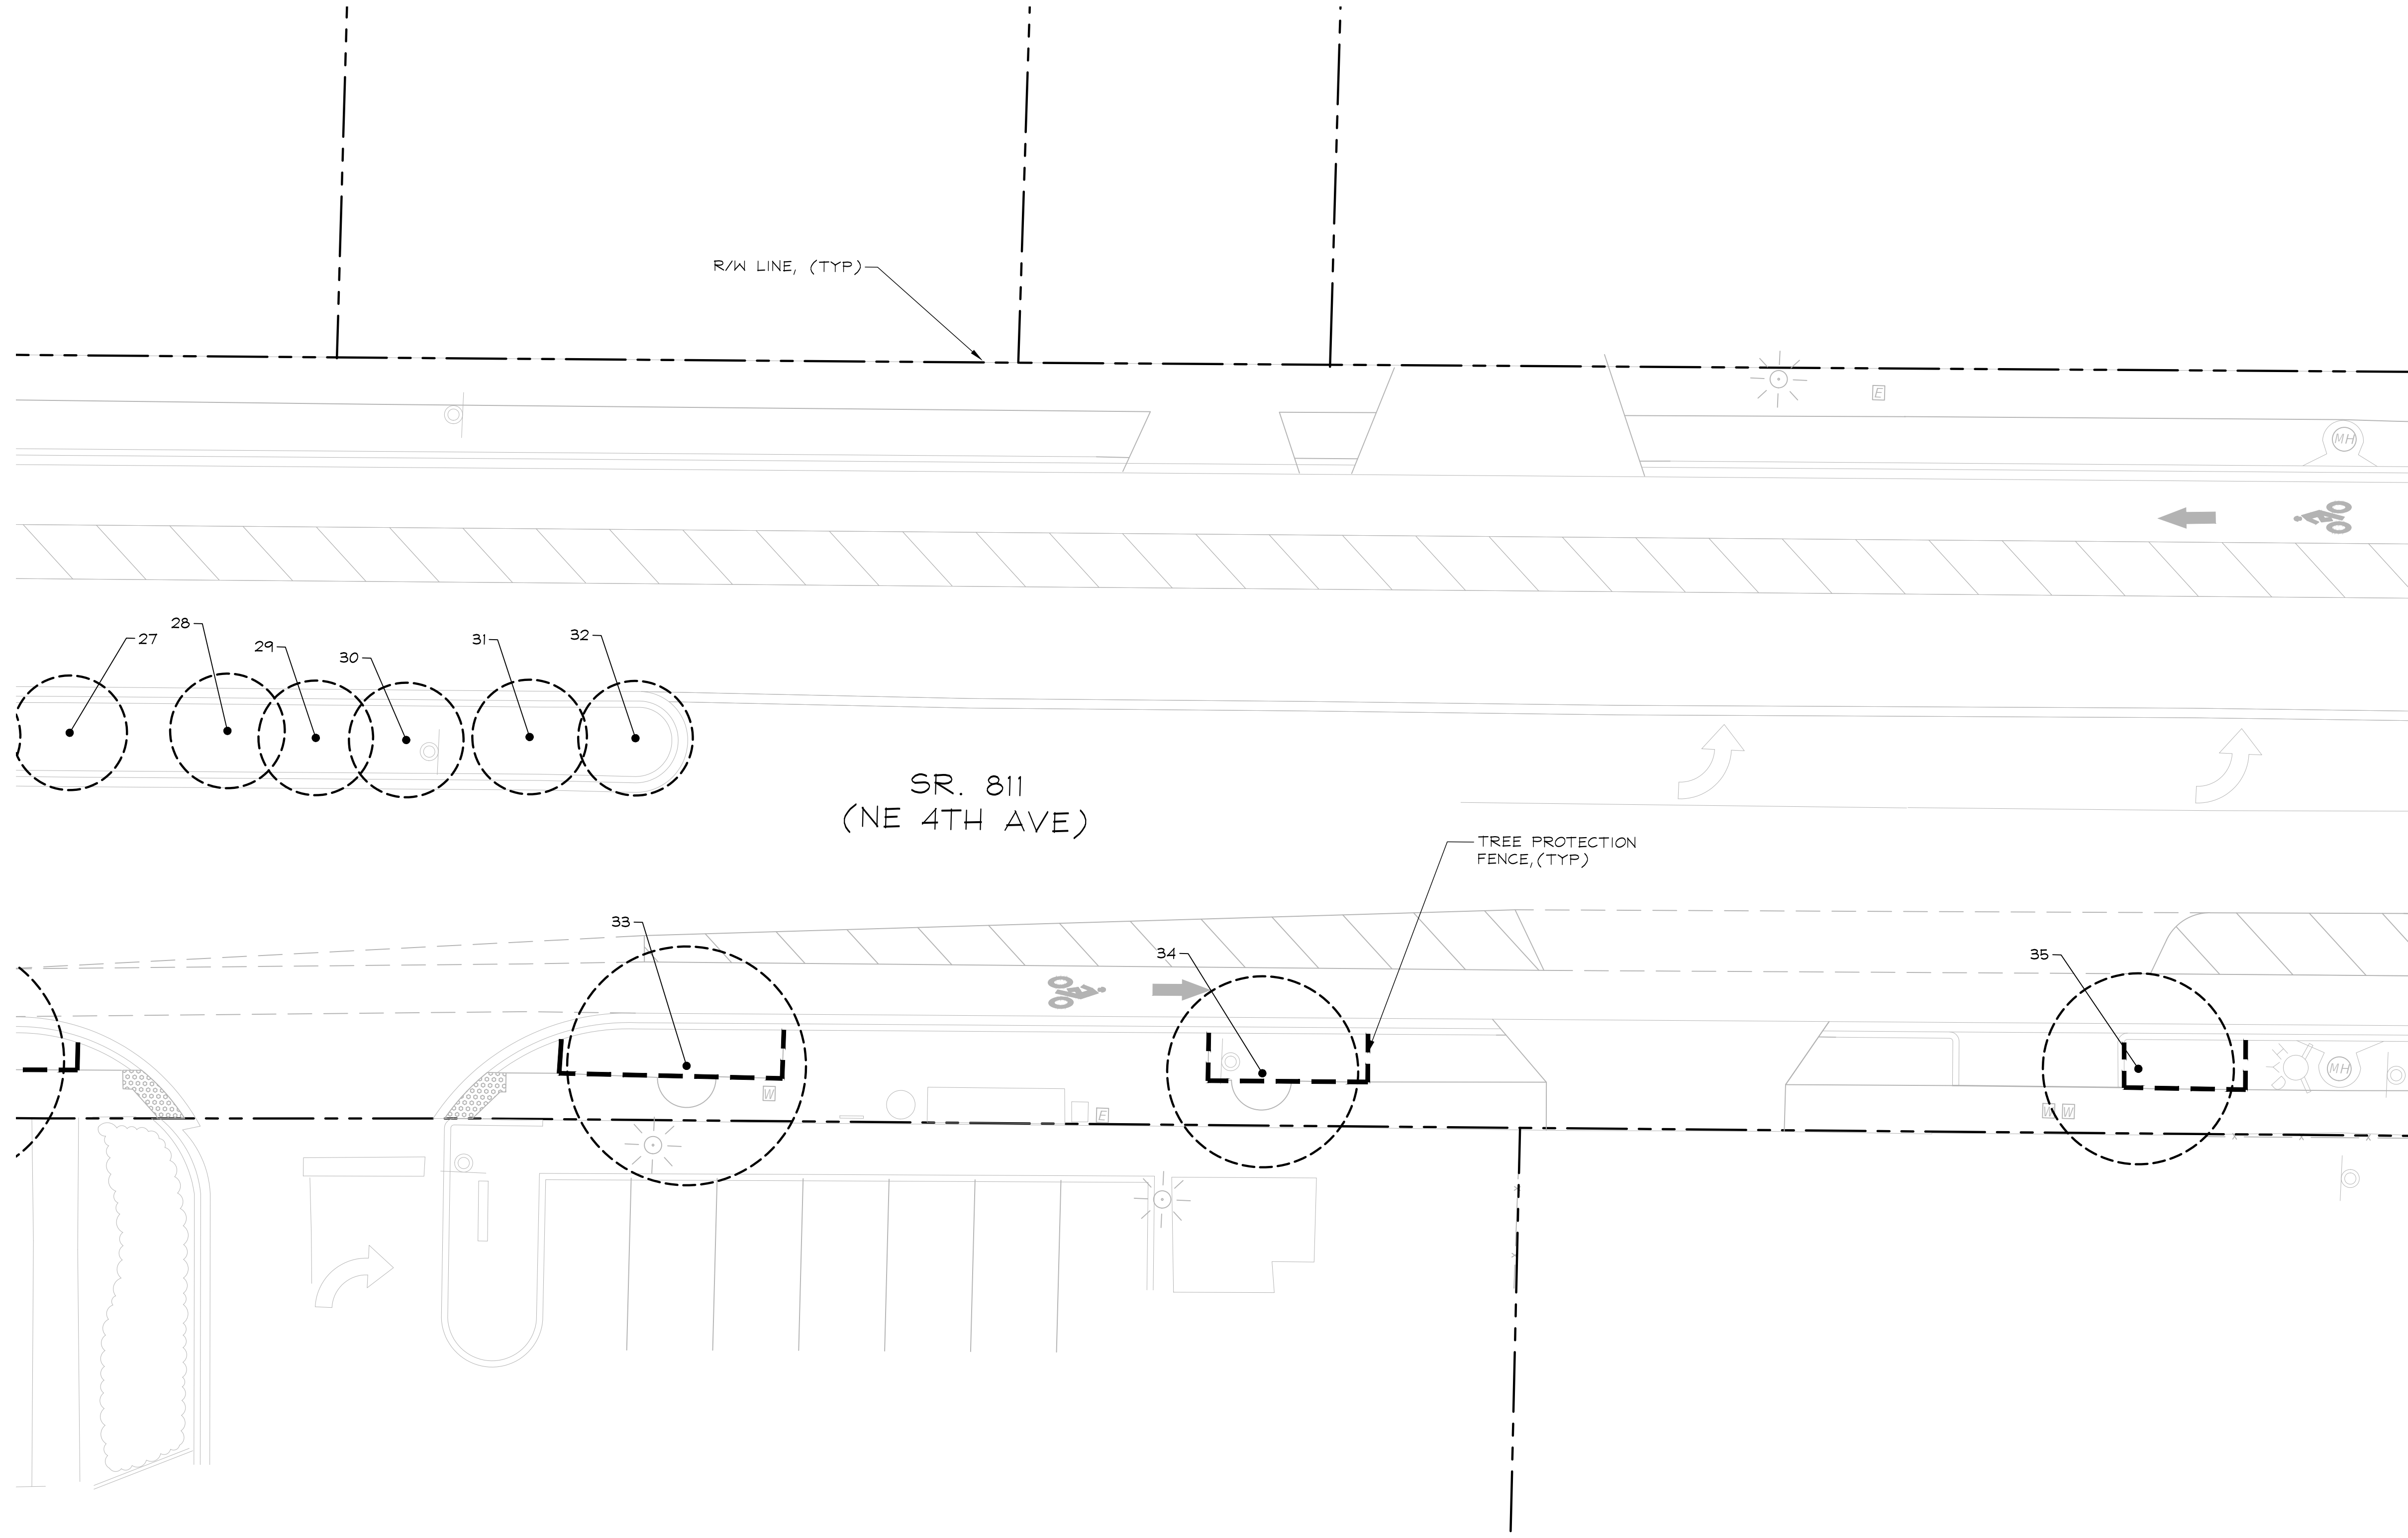 R/W LINE, (TYP)
E
MH
27
28
29
30
31
32
SR. 811
(NE 4TH AVE)
TREE PROTECTION
FENCE,(TYP)
33
34
35
W
E
MH
W W